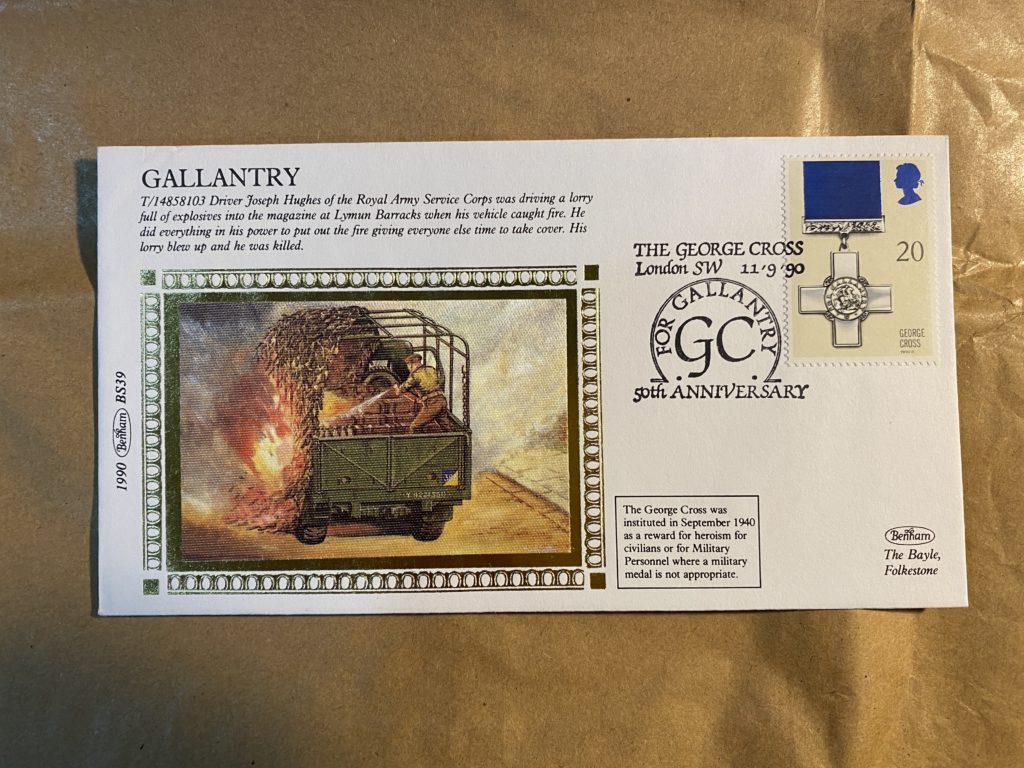 GALLANTRY
T/14858103 Driver Joseph Hughes of the Royal Army Service Corps was driving a lorry
full of explosives into the magazine at Lymun Barracks when his vehicle caught fire. He
did everything in his power to put out the fire giving everyone else time to take cover. His
lorry blew up and he was killed.
1990 Benham BS39
THE GEORGE CROSS
London SW 11·9·90
FOR GALLANTRY
GC
50th ANNIVERSARY
20
GEORGE
CROSS
The George Cross was
instituted in September 1940
as a reward for heroism for
civilians or for Military
Personnel where a military
medal is not appropriate.
Benham
The Bayle,
Folkestone